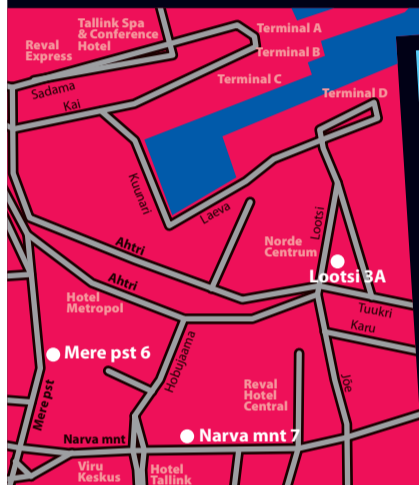 Tallink Spa
& Conference
Hotel
Reval
Express
Terminal A
Terminal B
Terminal C
Terminal D
Sadama
Kai
Kuunari
Laeva
Lootsi
Norde
Centrum
Lootsi 3A
Ahtri
Ahtri
Hotel
Metropol
Tuukri
Karu
Mere pst 6
Hobujaama
Jõe
Reval
Hotel
Central
Mere pst
Narva mnt
Narva mnt 7
Viru
Keskus
Hotel
Tallink